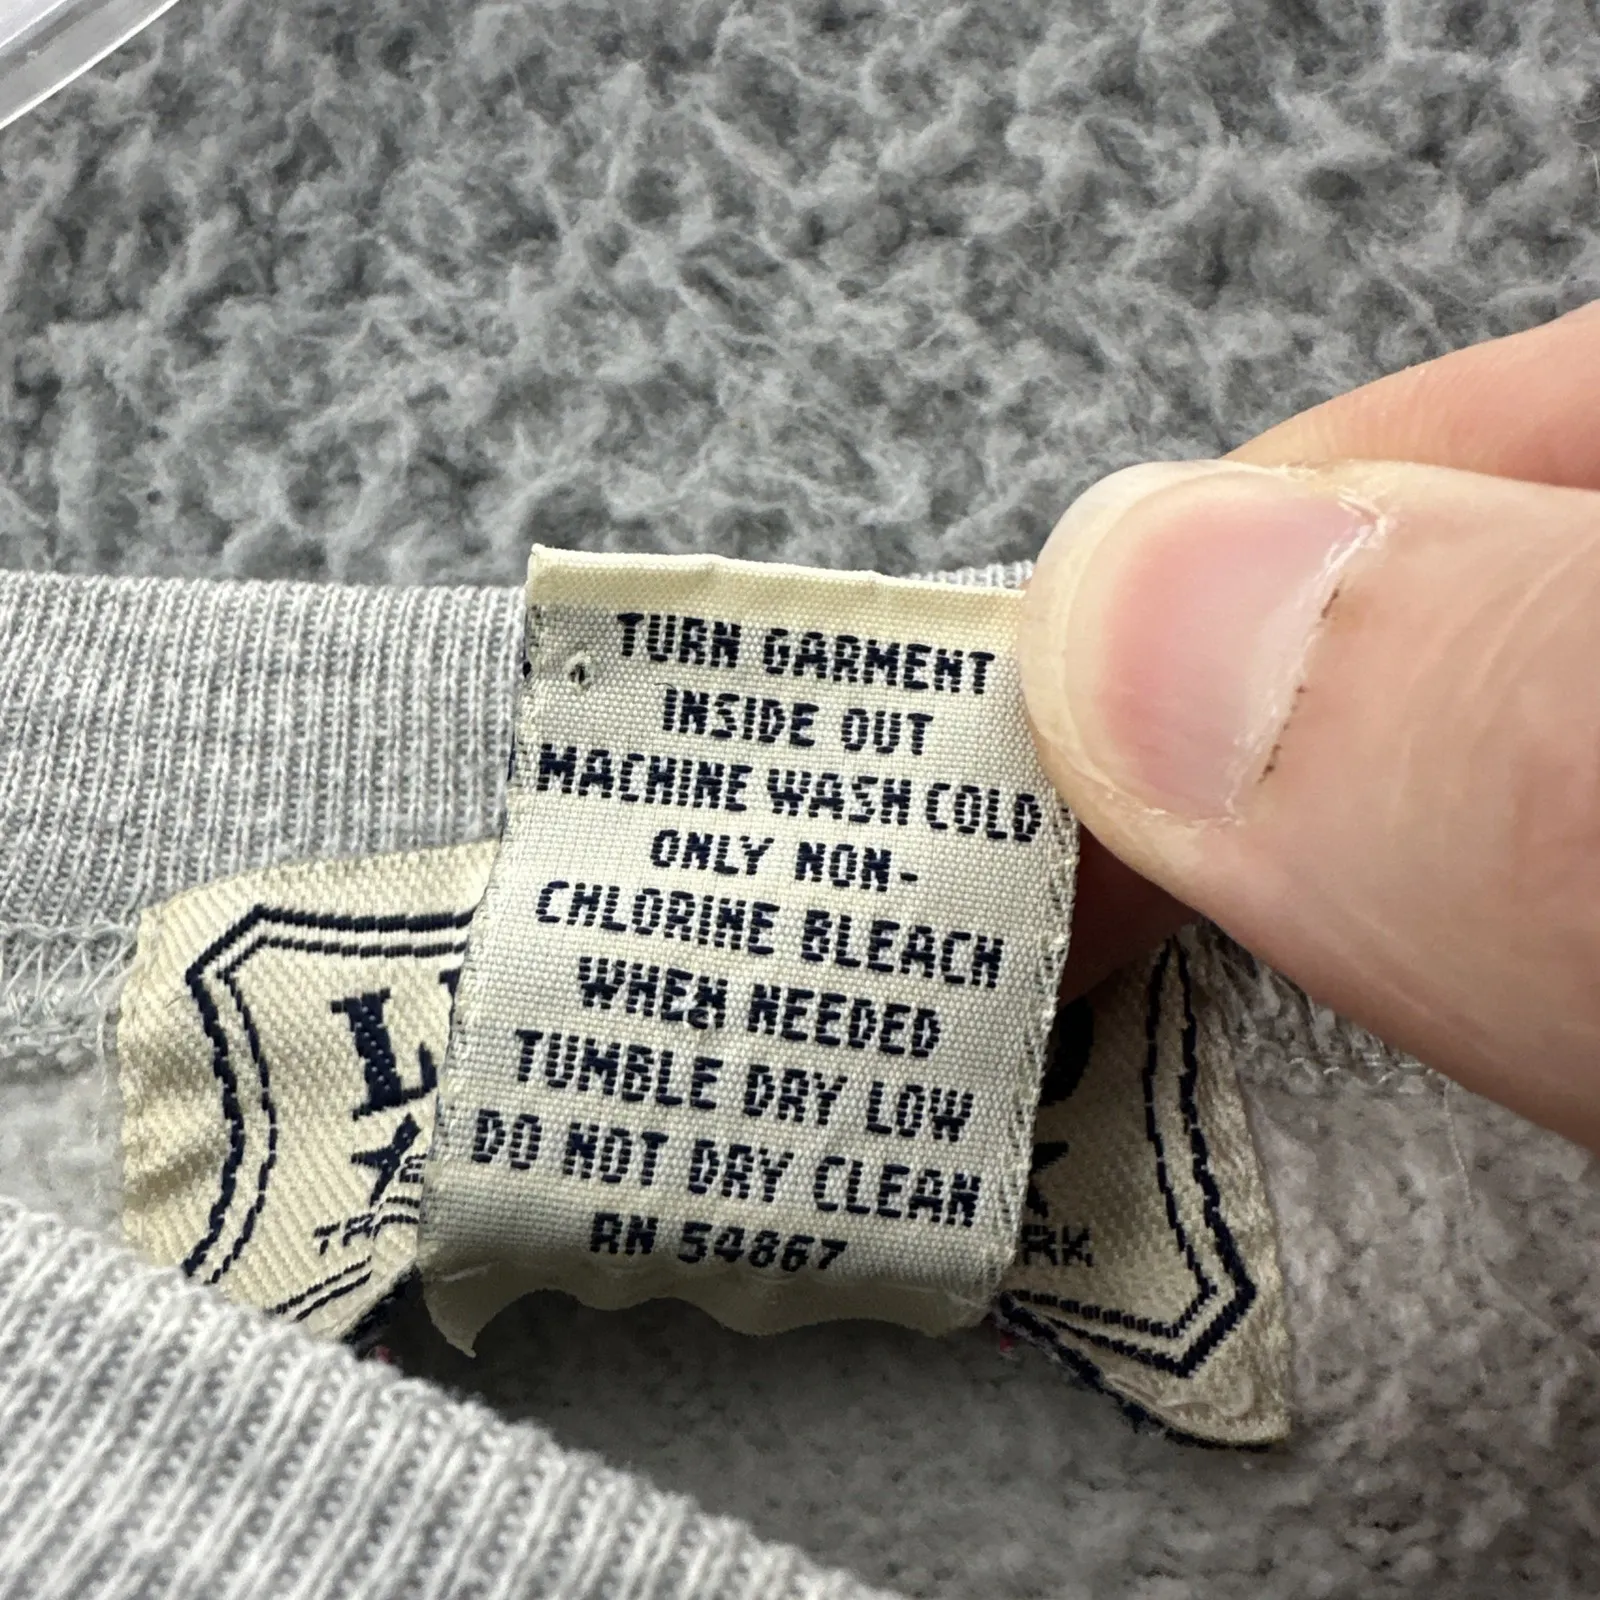 TURN GARMENT
INSIDE OUT
MACHINE WASH COLD
ONLY NON-
CHLORINE BLEACH
WHEN NEEDED
TUMBLE DRY LOW
DO NOT DRY CLEAN
RN 54867